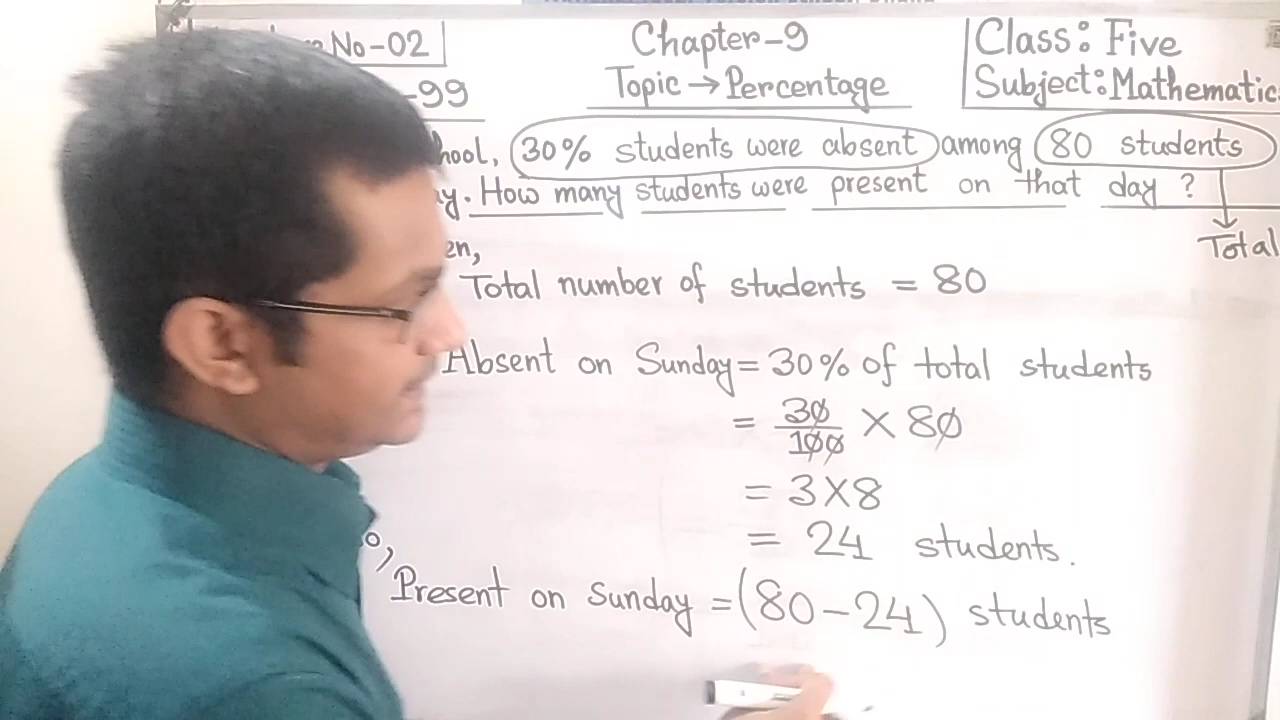 No-02
Chapter-9
Class: Five
-99
Topic → Percentage
Subject: Mathematic
30% students were absent among 80 students
How many students were present on that day ?
Total
Total number of students = 80
Absent on Sunday = 30% of total students
= 30/100 × 80
= 3×8
= 24 students.
Present on Sunday = (80-24) students